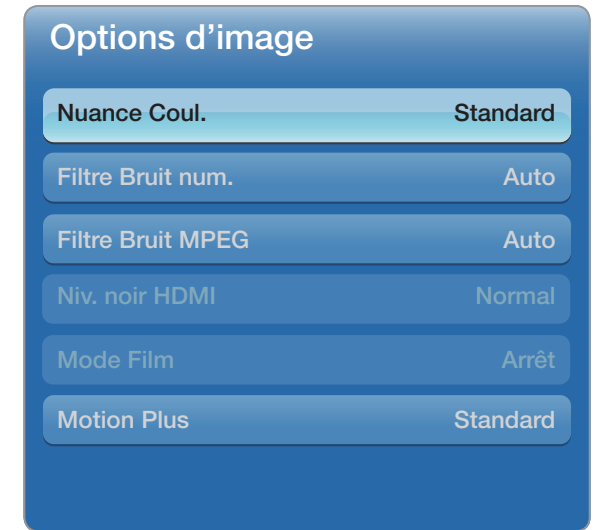 Options d’image
Nuance Coul. Standard
Filtre Bruit num. Auto
Filtre Bruit MPEG Auto
Niv. noir HDMI Normal
Mode Film Arrêt
Motion Plus Standard